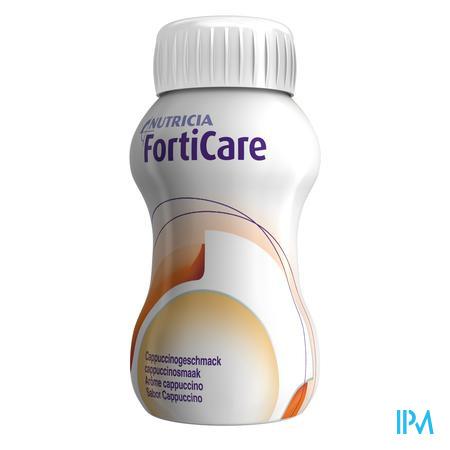 NUTRICIA
FortiCare
Cappuccinogeschmack
cappuccinosmaak
Arôme cappuccino
Sabor Cappuccino
IPM